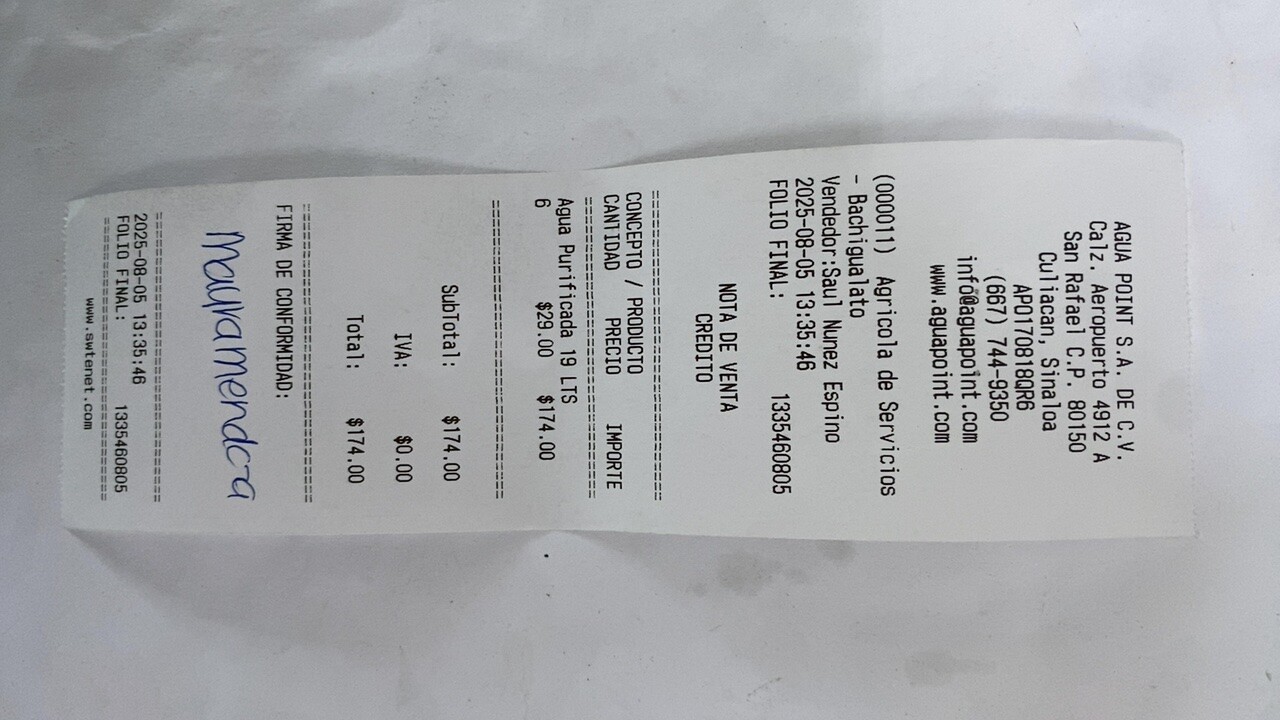 AGUA POINT S.A. DE C.V.
Calz. Aeropuerto 4912 A
San Rafael C.P. 80150
Culiacan, Sinaloa
APO170818QR6
(667) 744-9350
info@aguapoint.com
www.aguapoint.com
(000011) Agricola de Servicios
- Bachigualato
Vendedor:Saul Nunez Espino
2025-08-05 13:35:46
FOLIO FINAL: 1335460805
NOTA DE VENTA
CREDITO
==============================
CONCEPTO / PRODUCTO
CANTIDAD PRECIO IMPORTE
==============================
Agua Purificada 19 LTS
6 $29.00 $174.00
==============================
SubTotal: $174.00
IVA: $0.00
Total: $174.00
==============================
FIRMA DE CONFORMIDAD:
Mayra mendoza
==============================
2025-08-05 13:35:46
FOLIO FINAL: 1335460805
==============================
www.swtenet.com